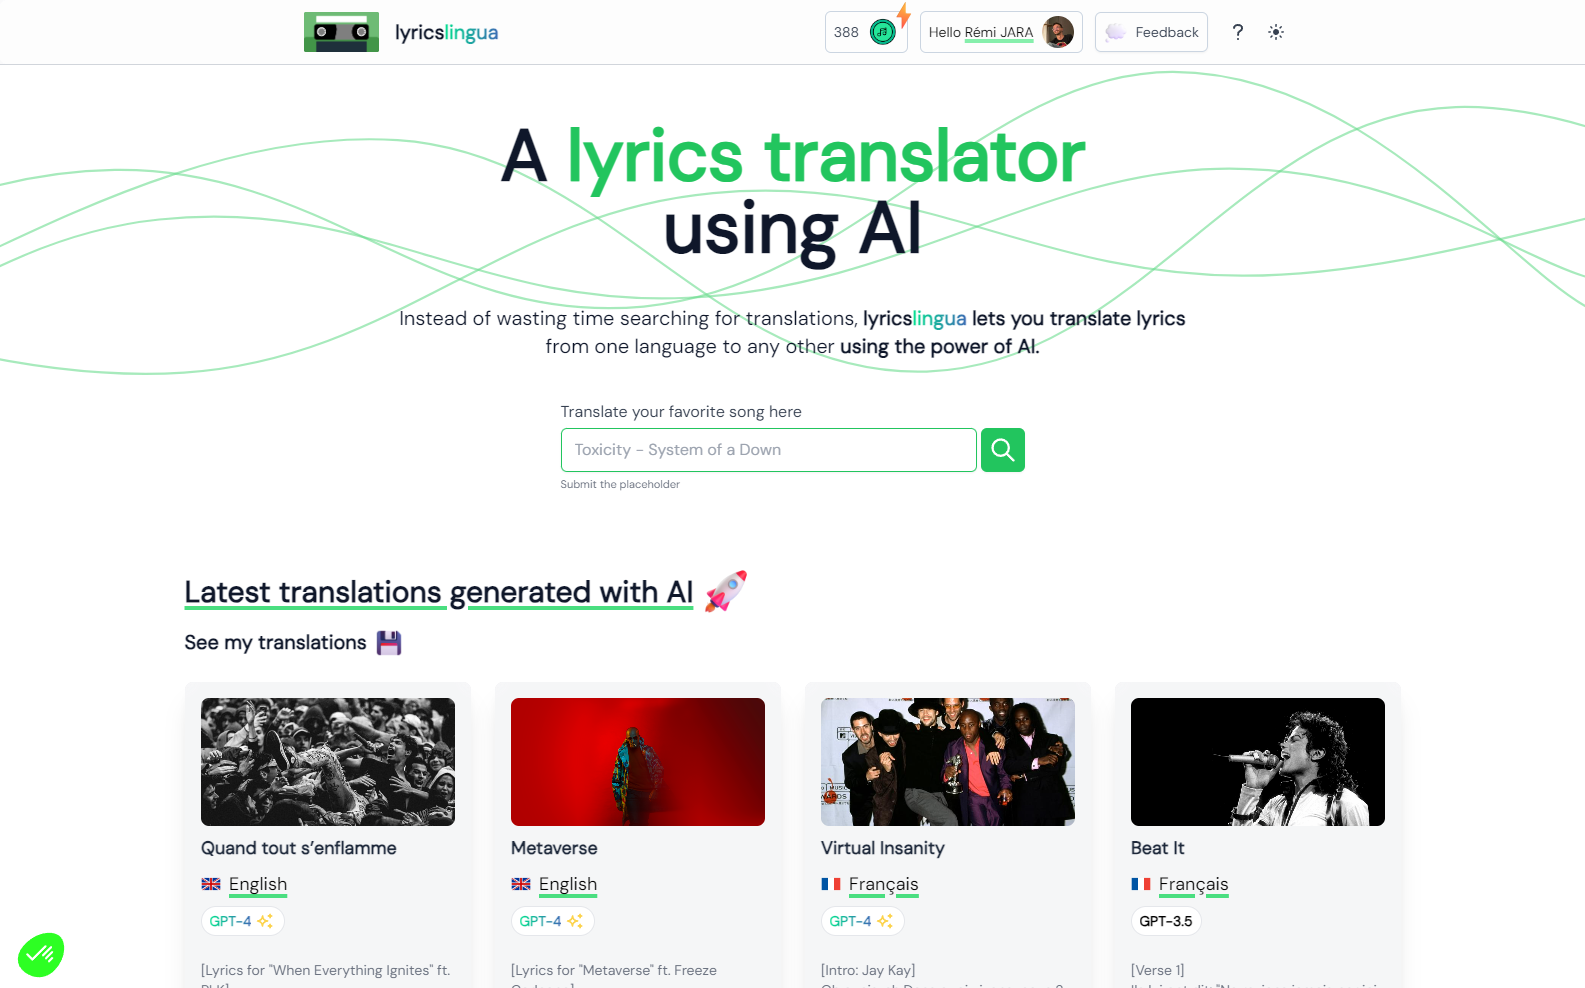 lyricslingua
388
Hello Rémi JARA
Feedback
?
A lyrics translator
using AI
Instead of wasting time searching for translations, lyricslingua lets you translate lyrics
from one language to any other using the power of AI.
Translate your favorite song here
Toxicity - System of a Down
Submit the placeholder
Latest translations generated with AI
See my translations
Quand tout s'enflamme
English
GPT-4
[Lyrics for "When Everything Ignites" ft.
Metaverse
English
GPT-4
[Lyrics for "Metaverse" ft. Freeze
Virtual Insanity
Français
GPT-4
[Intro: Jay Kay]
Beat It
Français
GPT-3.5
[Verse 1]